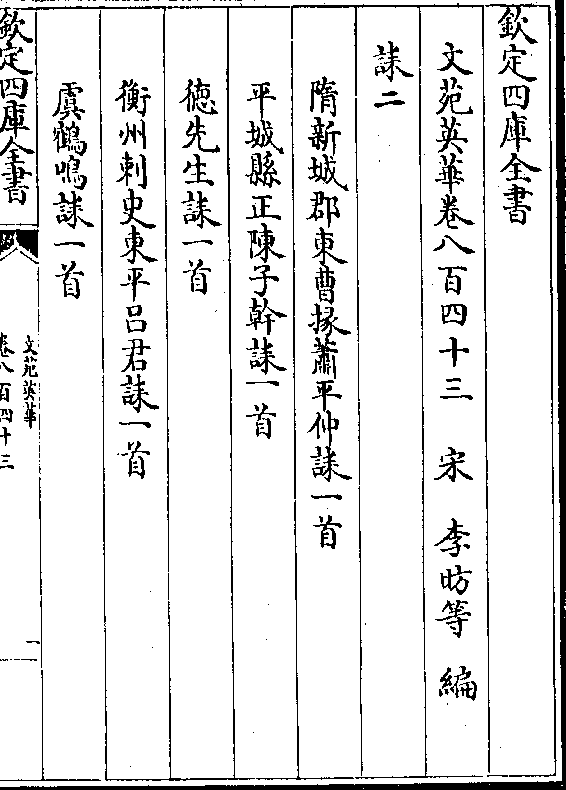 欽定四庫全書
文苑英華卷八百四十三　宋　李昉等　編
誄二
隋新城郡東曹掾蕭平仲誄一首
平城縣正陳子幹誄一首
徳先生誄一首
衡州刺史東平呂君誄一首
虞鶴鳴誄一首
欽定四庫全書
文苑英華
卷八百四十三
一